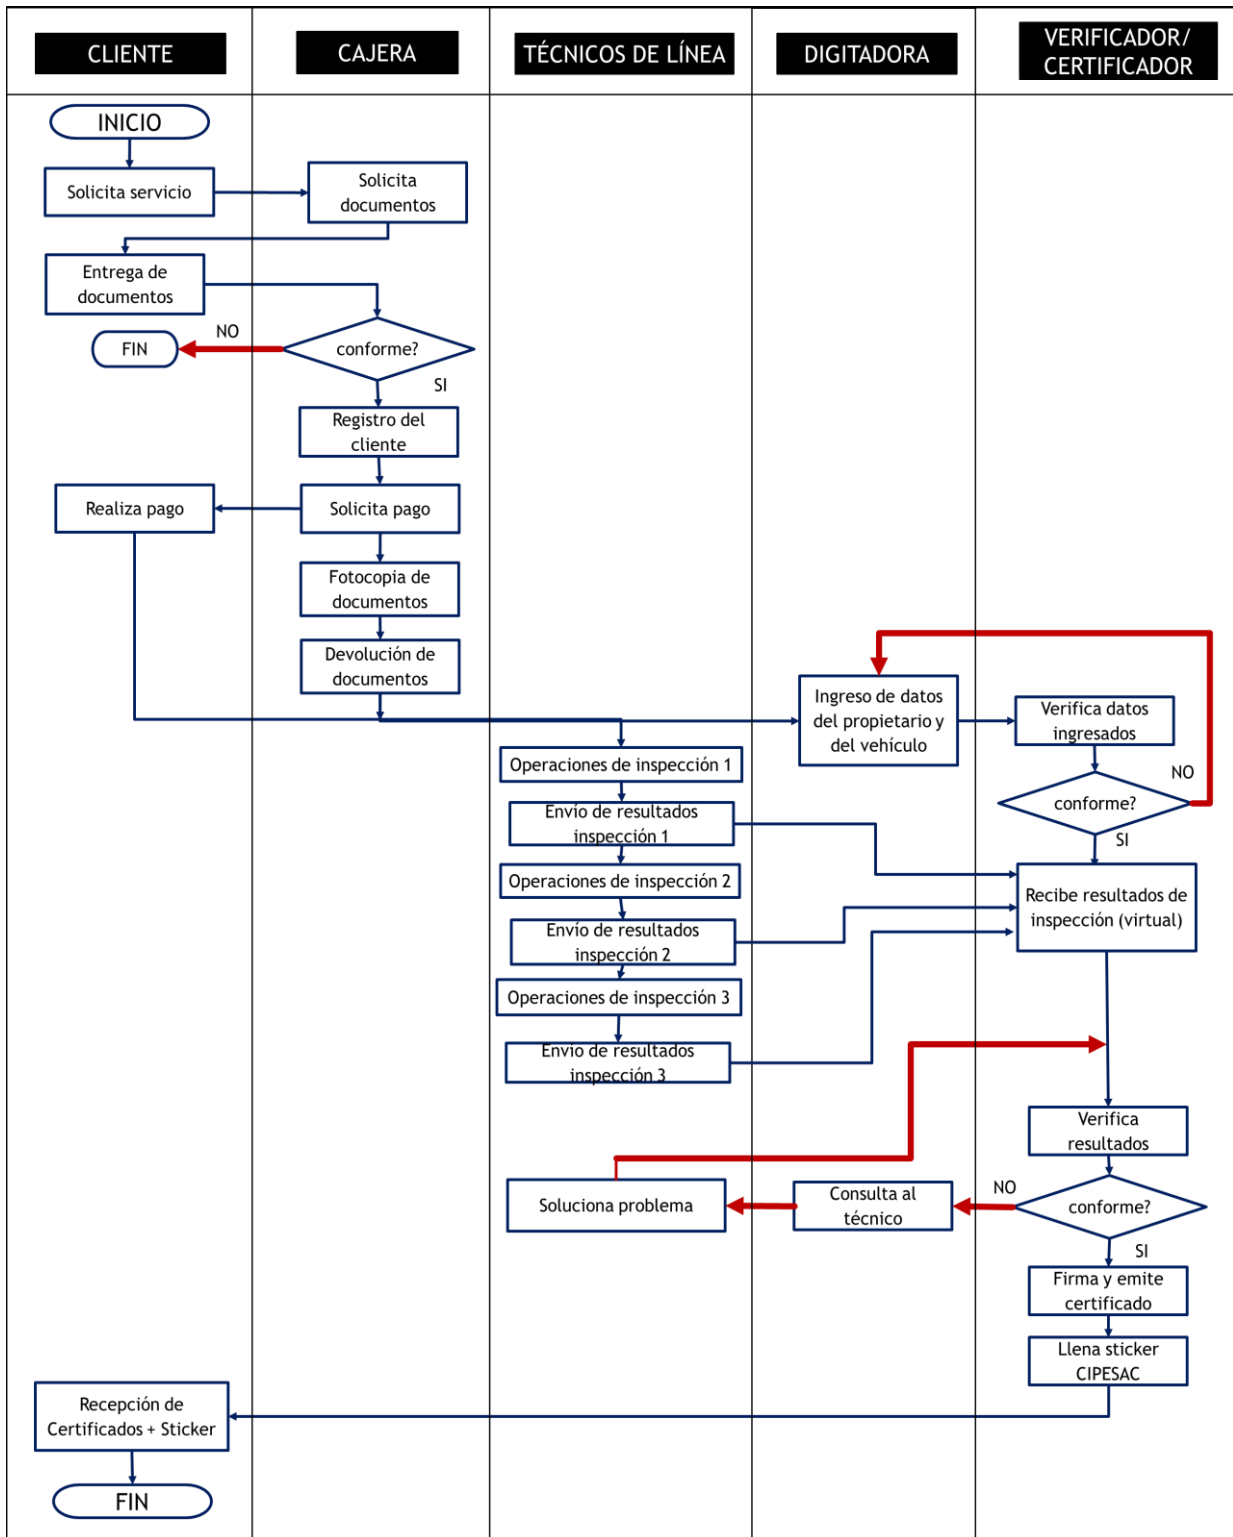 CLIENTE
CAJERA
TÉCNICOS DE LÍNEA
DIGITADORA
VERIFICADOR/
CERTIFICADOR
INICIO
Solicita servicio
Solicita
documentos
Entrega de
documentos
FIN
NO
conforme?
SI
Registro del
cliente
Realiza pago
Solicita pago
Fotocopia de
documentos
Devolución de
documentos
Ingreso de datos
del propietario y
del vehículo
Verifica datos
ingresados
NO
conforme?
SI
Operaciones de inspección 1
Envío de resultados
inspección 1
Operaciones de inspección 2
Envío de resultados
inspección 2
Operaciones de inspección 3
Envío de resultados
inspección 3
Recibe resultados de
inspección (virtual)
Verifica
resultados
NO
conforme?
SI
Consulta al
técnico
Soluciona problema
Firma y emite
certificado
Llena sticker
CIPESAC
Recepción de
Certificados + Sticker
FIN